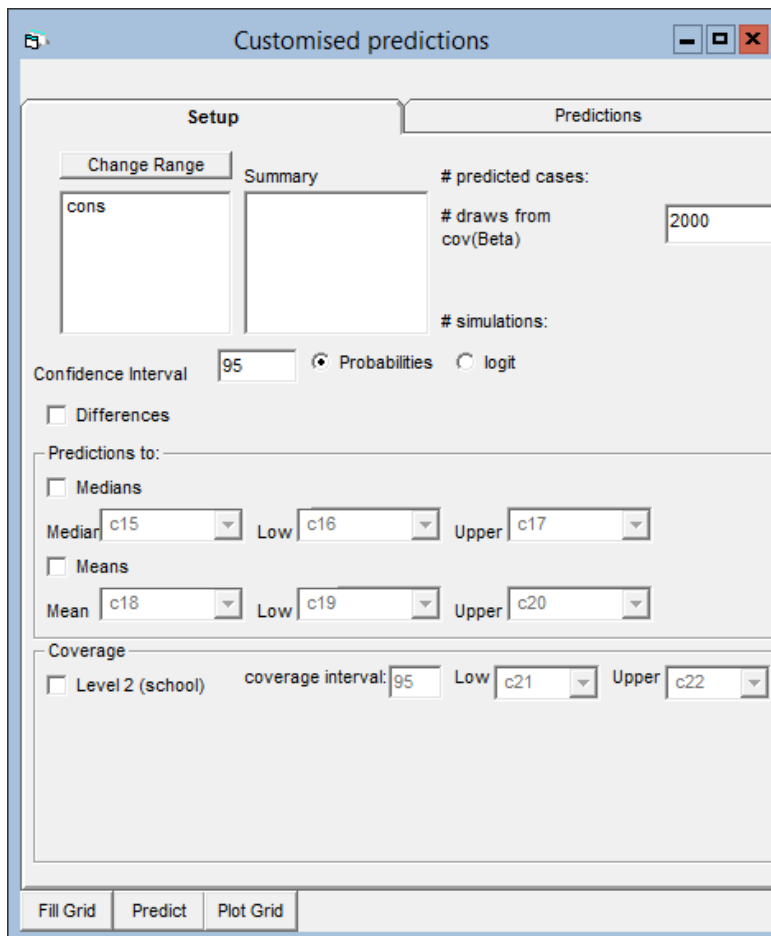 Customised predictions
Setup
Predictions
Change Range
Summary
# predicted cases:
cons
# draws from
cov(Beta)
2000
# simulations:
Confidence Interval
95
Probabilities
logit
Differences
Predictions to:
Medians
Median c15 Low c16 Upper c17
Means
Mean c18 Low c19 Upper c20
Coverage
Level 2 (school) coverage interval: 95 Low c21 Upper c22
Fill Grid Predict Plot Grid